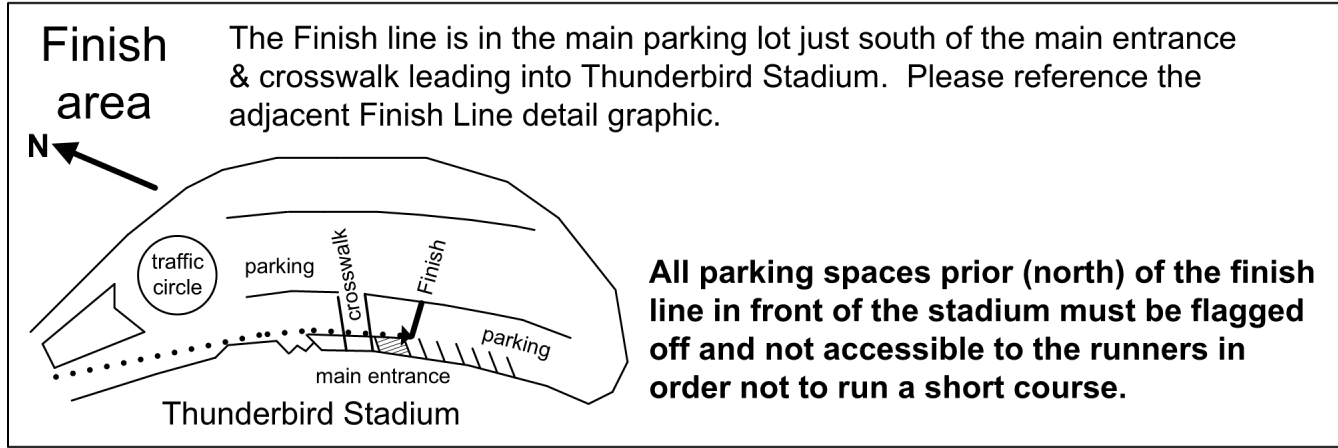 Finish
area
The Finish line is in the main parking lot just south of the main entrance
& crosswalk leading into Thunderbird Stadium.  Please reference the
adjacent Finish Line detail graphic.
N
traffic
circle
parking
crosswalk
Finish
parking
main entrance
Thunderbird Stadium
All parking spaces prior (north) of the finish
line in front of the stadium must be flagged
off and not accessible to the runners in
order not to run a short course.